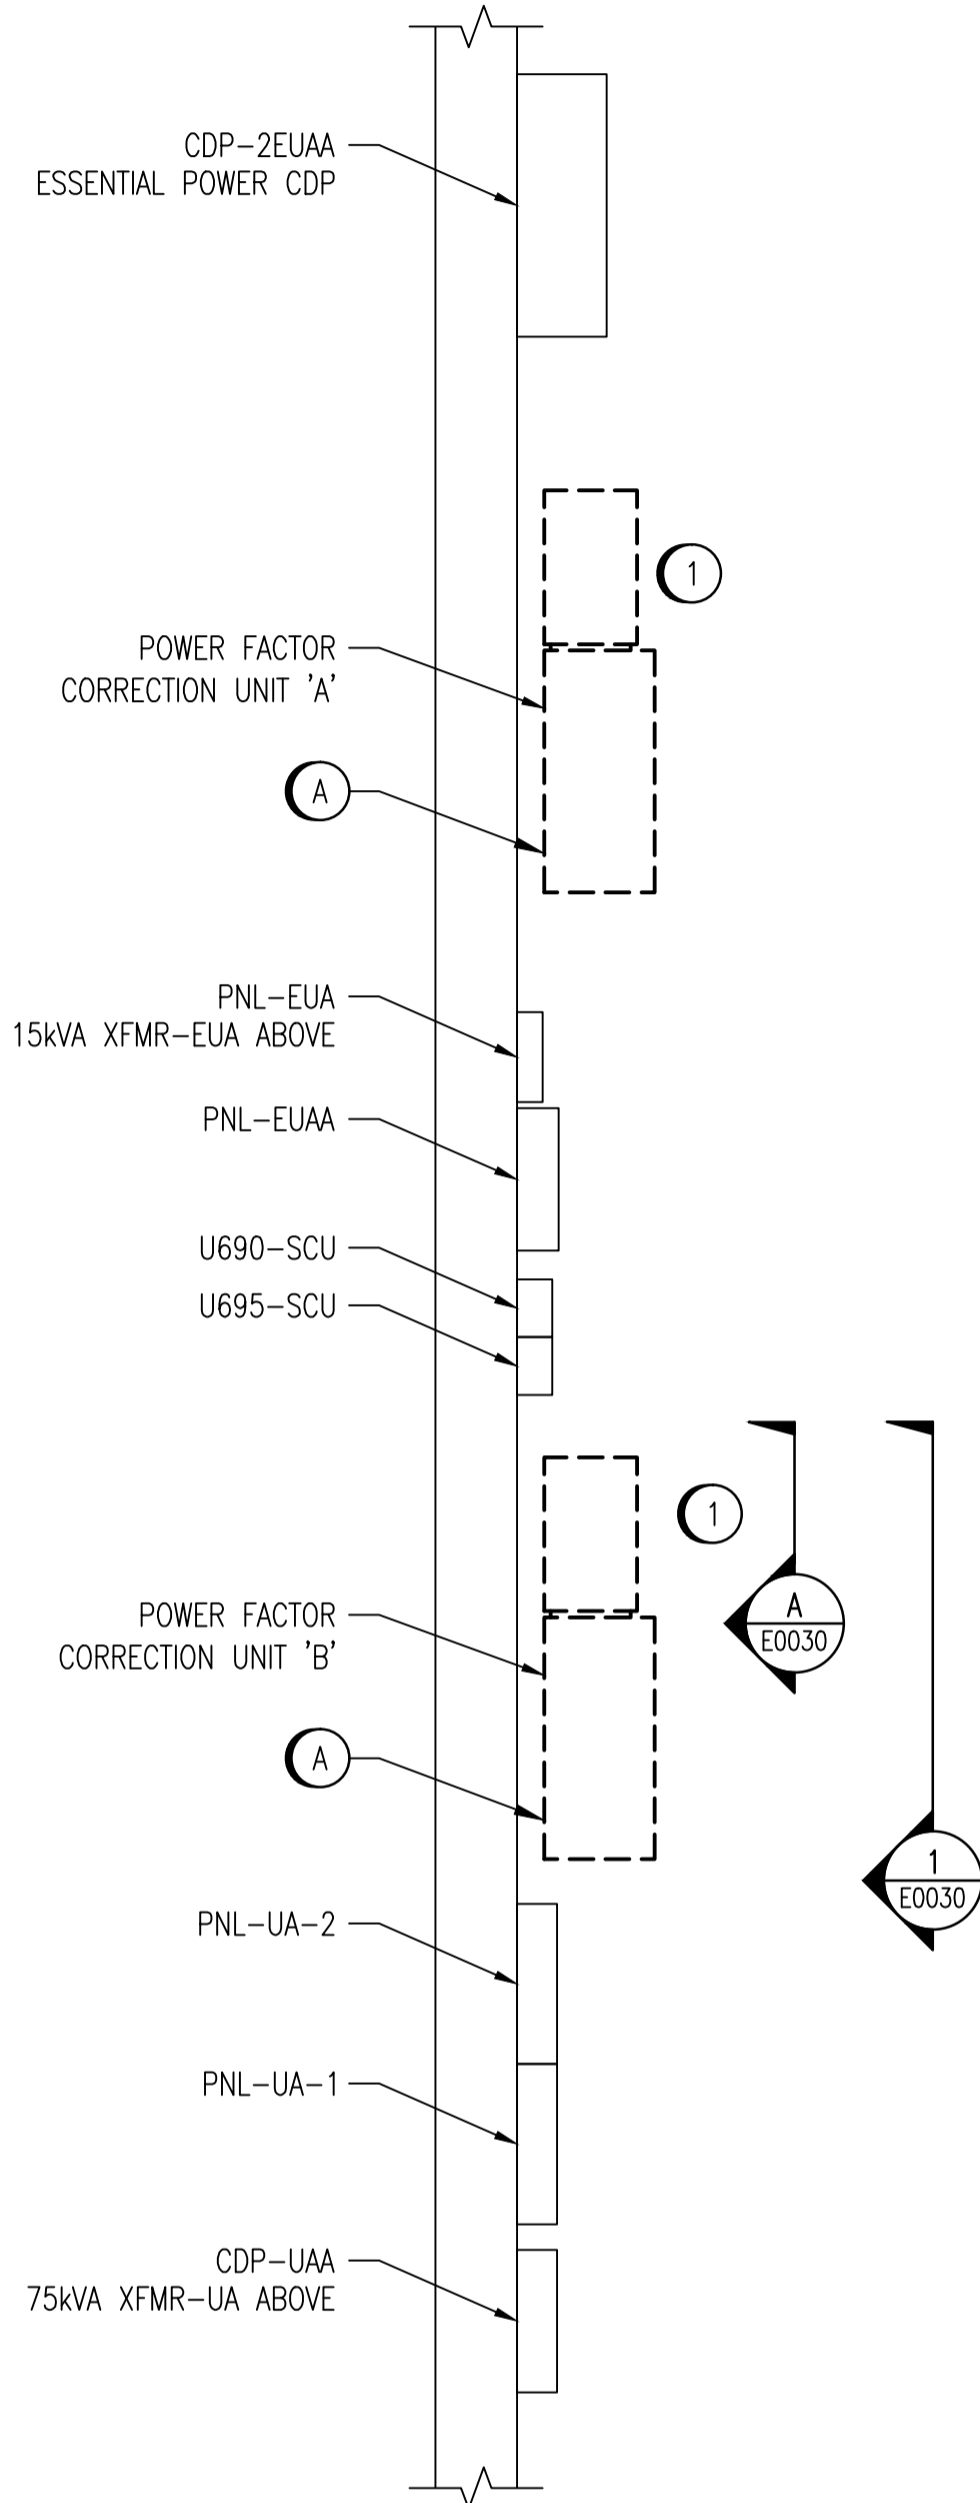 CDP-2EUAA
ESSENTIAL POWER CDP
1
POWER FACTOR
CORRECTION UNIT 'A'
A
PNL-EUA
15kVA XFMR-EUA ABOVE
PNL-EUAA
U690-SCU
U695-SCU
1
A
E0030
POWER FACTOR
CORRECTION UNIT 'B'
A
1
E0030
PNL-UA-2
PNL-UA-1
CDP-UAA
75kVA XFMR-UA ABOVE